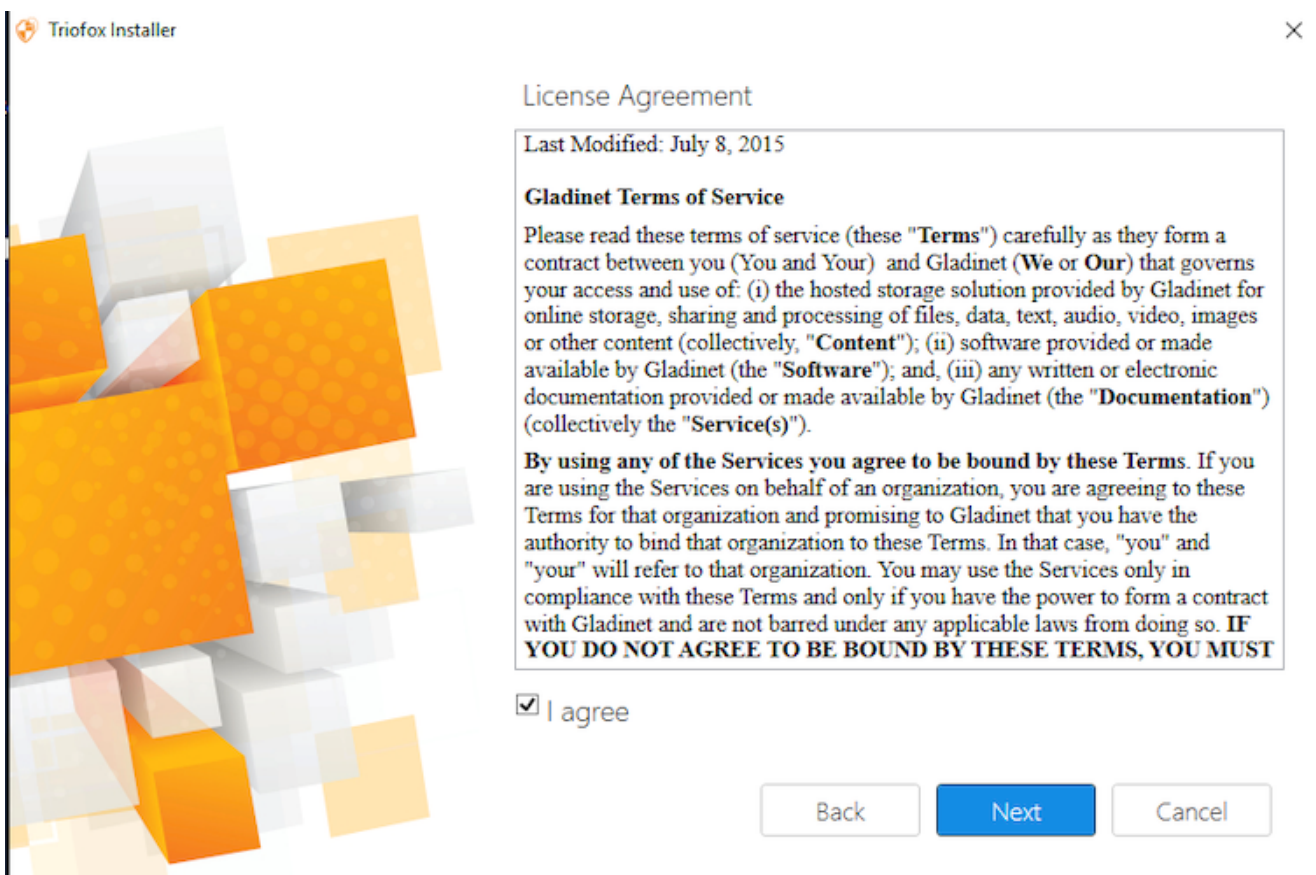 Triofox Installer
License Agreement
Last Modified: July 8, 2015
Gladinet Terms of Service
Please read these terms of service (these "Terms") carefully as they form a
contract between you (You and Your)  and Gladinet (We or Our) that governs
your access and use of: (i) the hosted storage solution provided by Gladinet for
online storage, sharing and processing of files, data, text, audio, video, images
or other content (collectively, "Content"); (ii) software provided or made
available by Gladinet (the "Software"); and, (iii) any written or electronic
documentation provided or made available by Gladinet (the "Documentation")
(collectively the "Service(s)").
By using any of the Services you agree to be bound by these Terms. If you
are using the Services on behalf of an organization, you are agreeing to these
Terms for that organization and promising to Gladinet that you have the
authority to bind that organization to these Terms. In that case, "you" and
"your" will refer to that organization. You may use the Services only in
compliance with these Terms and only if you have the power to form a contract
with Gladinet and are not barred under any applicable laws from doing so. IF
YOU DO NOT AGREE TO BE BOUND BY THESE TERMS, YOU MUST
I agree
Back
Next
Cancel